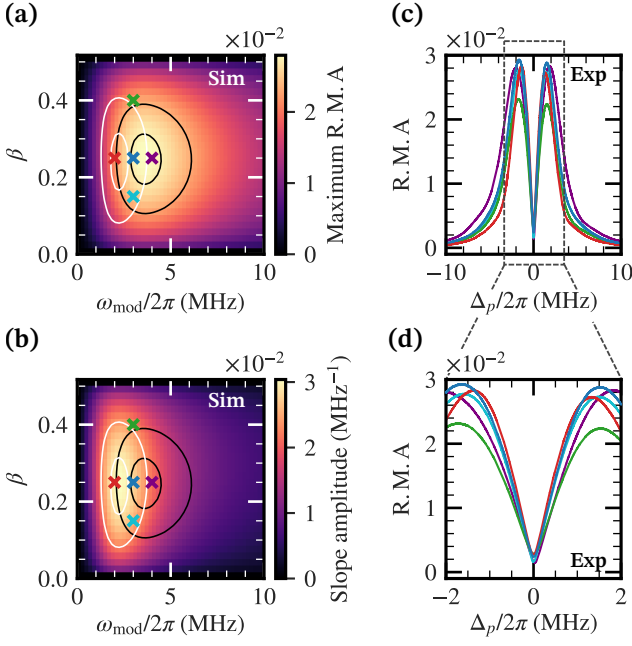 (a)
×10⁻²
Sim
0.4
0.2
0.0
β
0
5
10
ω_mod/2π (MHz)
2
1
0
Maximum R. M. A
(c)
×10⁻²
Exp
3
2
1
0
R. M. A
−10
0
10
Δ_p/2π (MHz)
(b)
×10⁻²
Sim
0.4
0.2
0.0
β
0
5
10
ω_mod/2π (MHz)
3
2
1
0
Slope amplitude (MHz⁻¹)
(d)
×10⁻²
3
2
1
0
R. M. A
Exp
−2
0
2
Δ_p/2π (MHz)